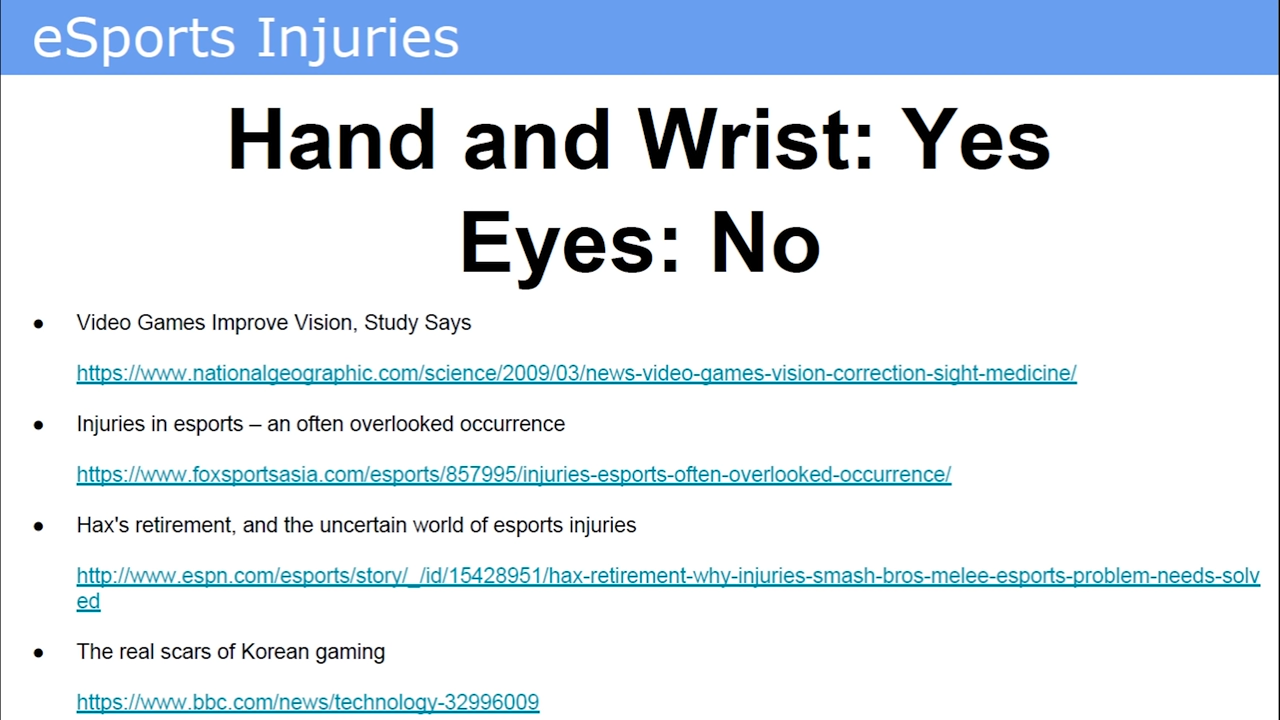 eSports Injuries
Hand and Wrist: Yes
Eyes: No
● Video Games Improve Vision, Study Says
https://www.nationalgeographic.com/science/2009/03/news-video-games-vision-correction-sight-medicine/
● Injuries in esports – an often overlooked occurrence
https://www.foxsportsasia.com/esports/857995/injuries-esports-often-overlooked-occurrence/
● Hax's retirement, and the uncertain world of esports injuries
http://www.espn.com/esports/story/_/id/15428951/hax-retirement-why-injuries-smash-bros-melee-esports-problem-needs-solv
ed
● The real scars of Korean gaming
https://www.bbc.com/news/technology-32996009